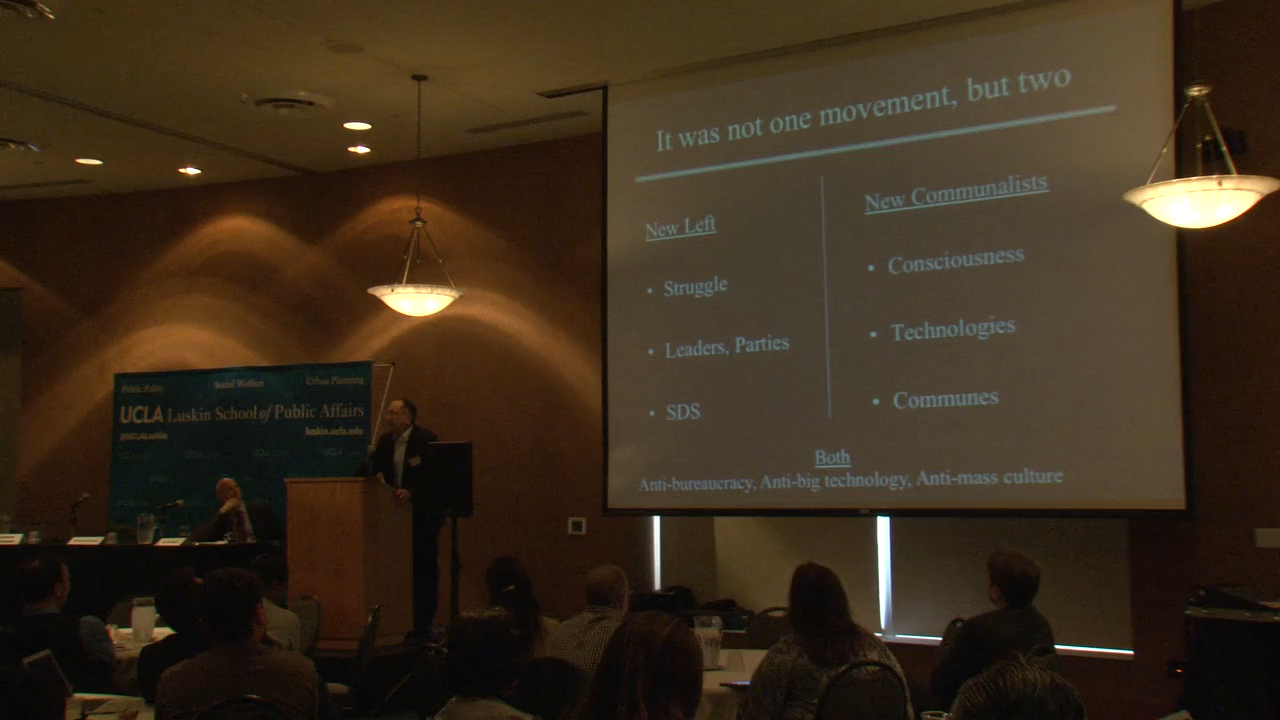 It was not one movement, but two
New Left
New Communalists
• Struggle
• Consciousness
• Leaders, Parties
• Technologies
• SDS
• Communes
Both
Anti-bureaucracy, Anti-big technology, Anti-mass culture
Public Policy Social Welfare Urban Planning
UCLA Luskin School of Public Affairs
@UCLALuskin luskin.ucla.edu